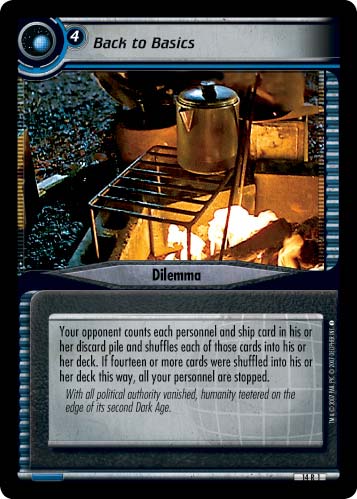 4
Back to Basics
Dilemma
Your opponent counts each personnel and ship card in his or
her discard pile and shuffles each of those cards into his or
her deck. If fourteen or more cards were shuffled into his or
her deck this way, all your personnel are stopped.
With all political authority vanished, humanity teetered on the
edge of its second Dark Age.
14 R 1